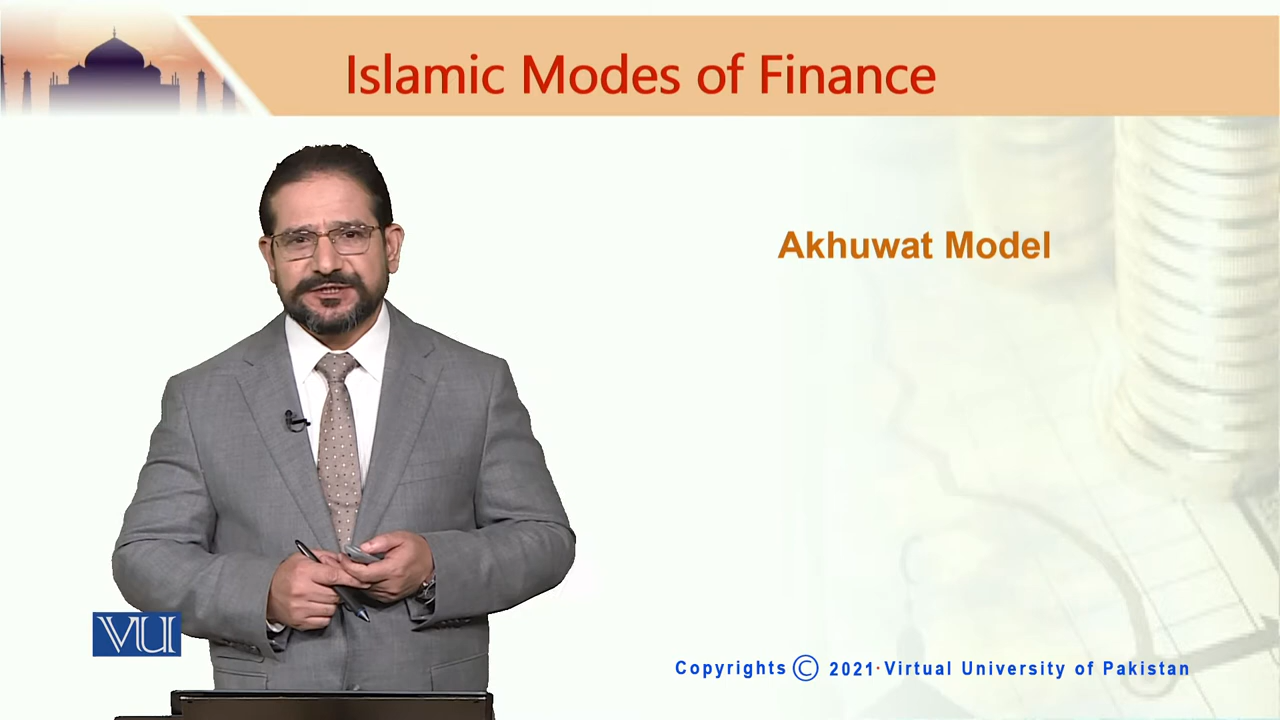 Islamic Modes of Finance
Akhuwat Model
VU
Copyrights © 2021·Virtual University of Pakistan